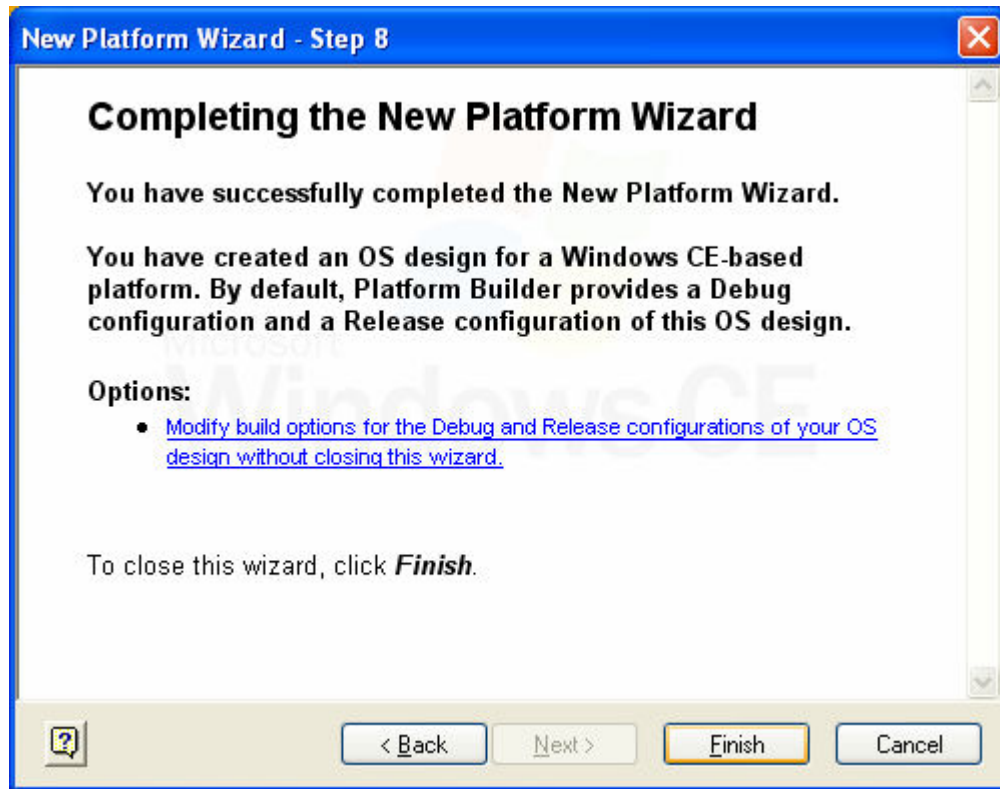 New Platform Wizard - Step 8
Completing the New Platform Wizard
You have successfully completed the New Platform Wizard.
You have created an OS design for a Windows CE-based
platform. By default, Platform Builder provides a Debug
configuration and a Release configuration of this OS design.
Microsoft
Windows CE
Options:
● Modify build options for the Debug and Release configurations of your OS
design without closing this wizard.
To close this wizard, click Finish.
?
< Back
Next >
Finish
Cancel